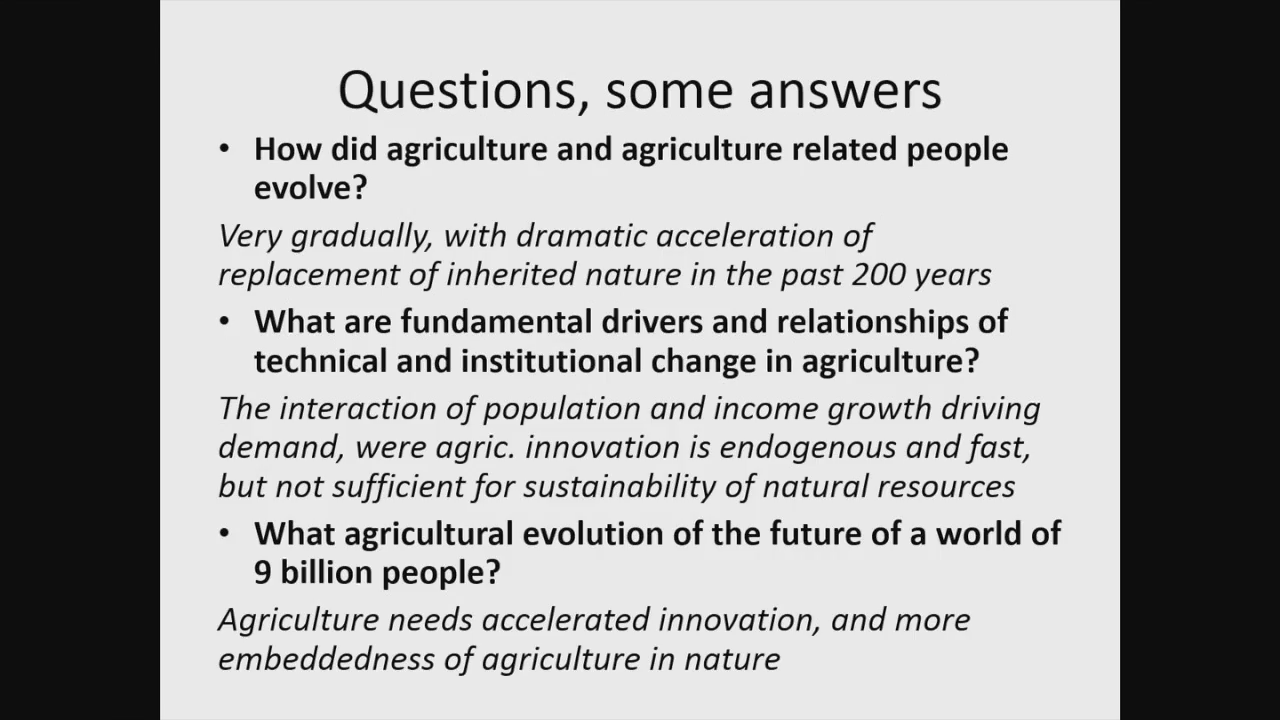 Questions, some answers
• How did agriculture and agriculture related people
evolve?
Very gradually, with dramatic acceleration of
replacement of inherited nature in the past 200 years
• What are fundamental drivers and relationships of
technical and institutional change in agriculture?
The interaction of population and income growth driving
demand, were agric. innovation is endogenous and fast,
but not sufficient for sustainability of natural resources
• What agricultural evolution of the future of a world of
9 billion people?
Agriculture needs accelerated innovation, and more
embeddedness of agriculture in nature